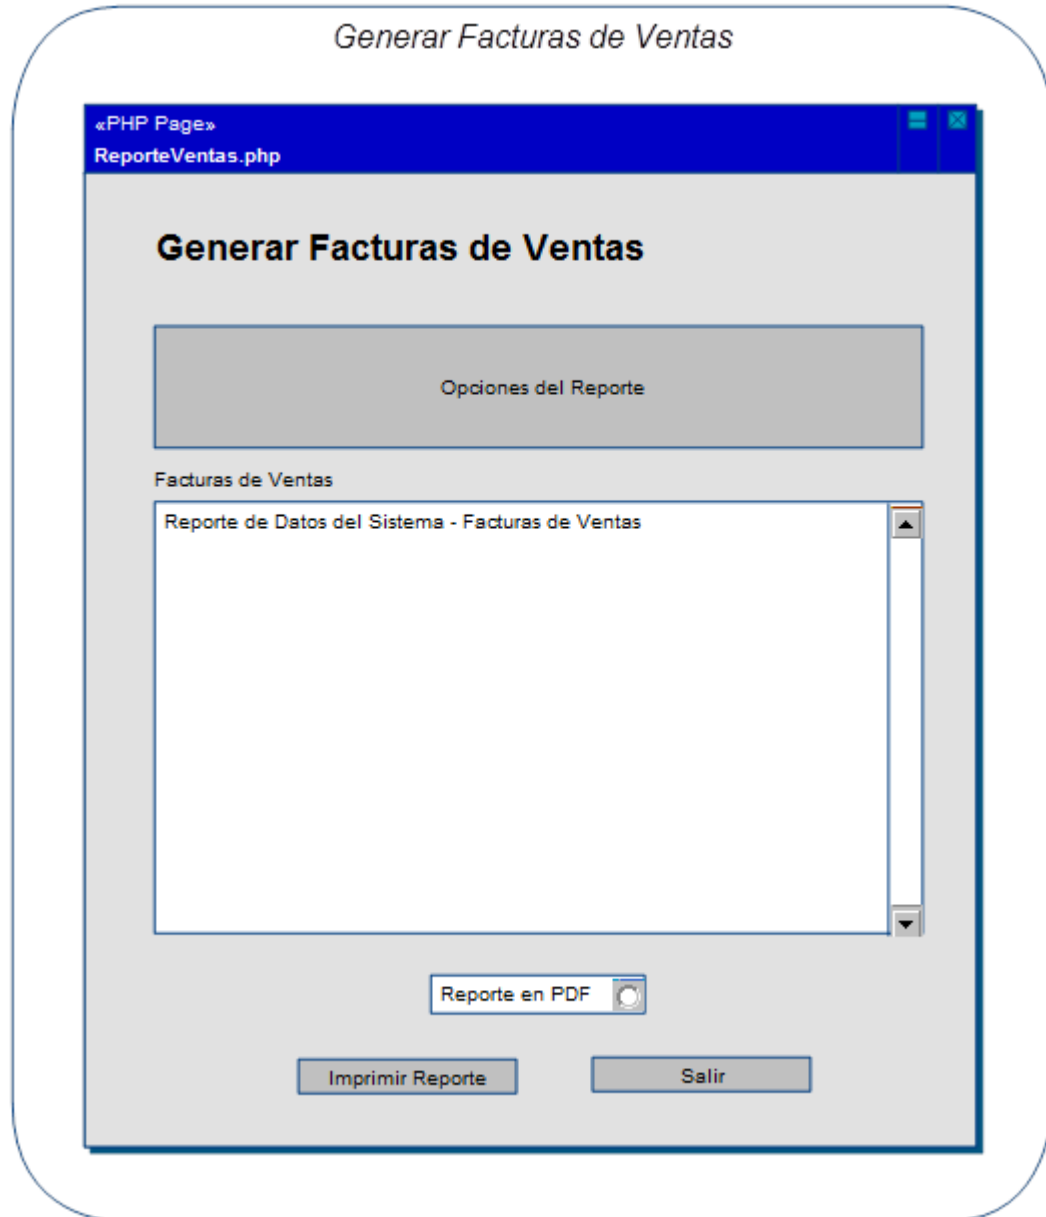 Generar Facturas de Ventas
«PHP Page»
ReporteVentas.php
Generar Facturas de Ventas
Opciones del Reporte
Facturas de Ventas
Reporte de Datos del Sistema - Facturas de Ventas
Reporte en PDF
Imprimir Reporte
Salir